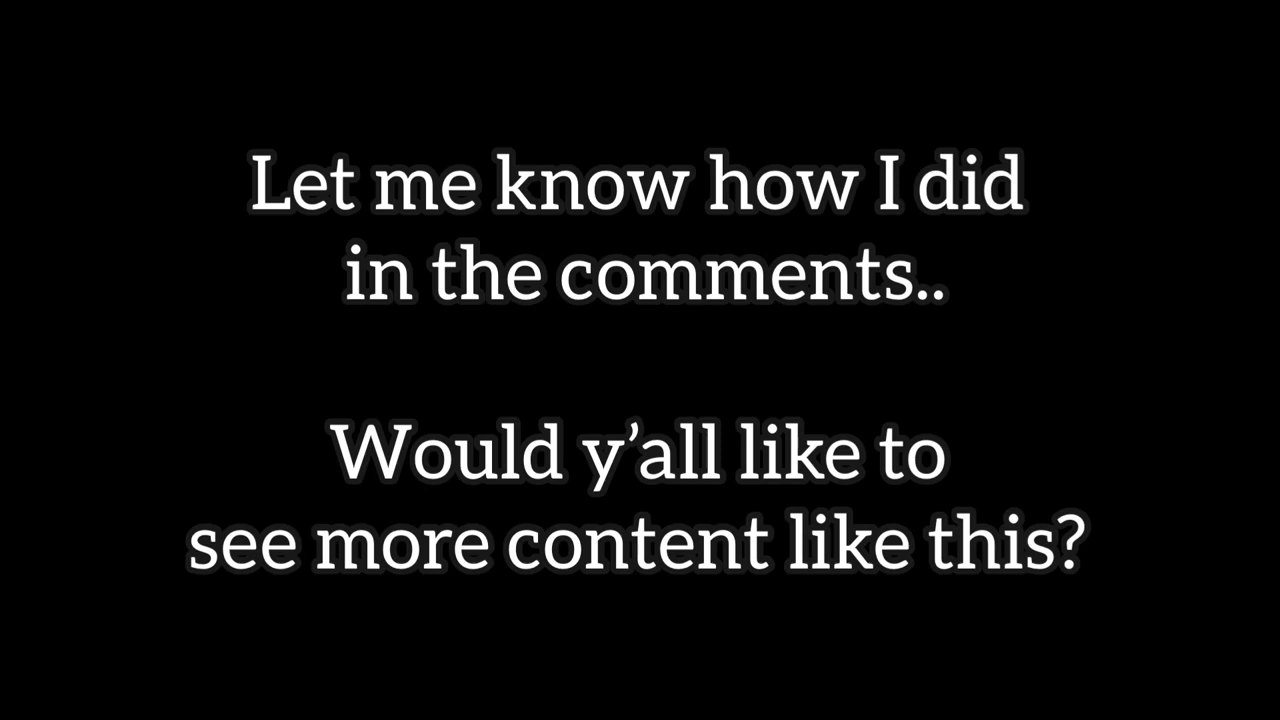 Let me know how I did
in the comments..
Would y’all like to
see more content like this?